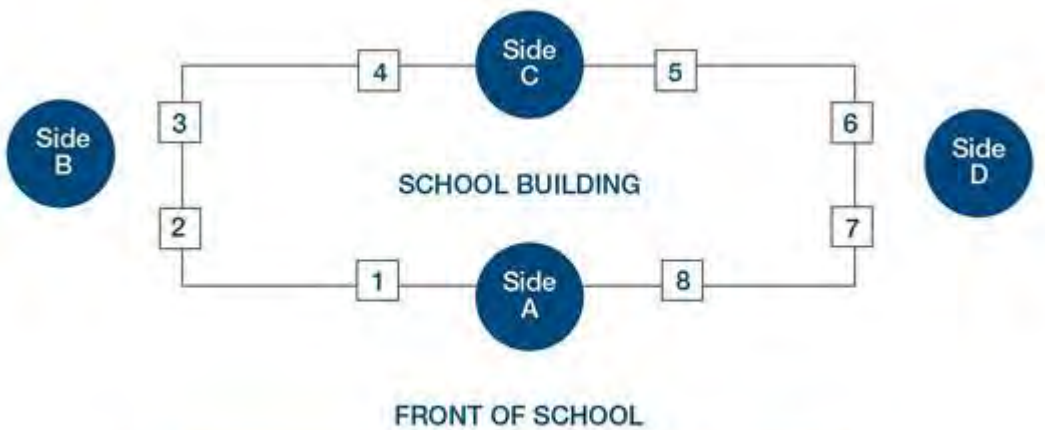 Side
C
4
5
3
6
Side
B
Side
D
SCHOOL BUILDING
2
7
1
8
Side
A
FRONT OF SCHOOL